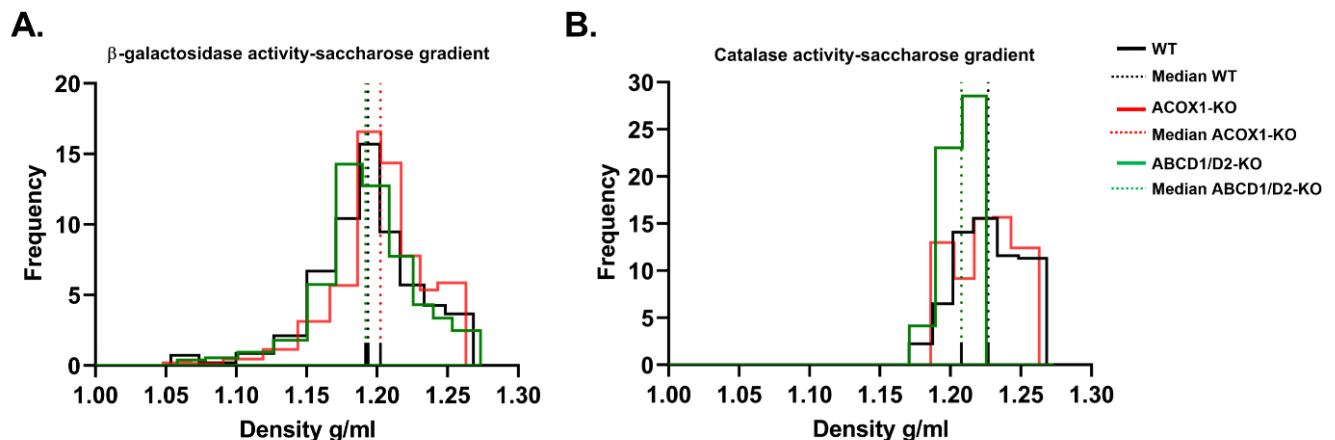 A.
β-galactosidase activity-saccharose gradient
20
15
10
5
0
Frequency
1.00
1.05
1.10
1.15
1.20
1.25
1.30
Density g/ml
B.
Catalase activity-saccharose gradient
30
25
20
15
10
5
0
Frequency
1.00
1.05
1.10
1.15
1.20
1.25
1.30
Density g/ml
WT
Median WT
ACOX1-KO
Median ACOX1-KO
ABCD1/D2-KO
Median ABCD1/D2-KO